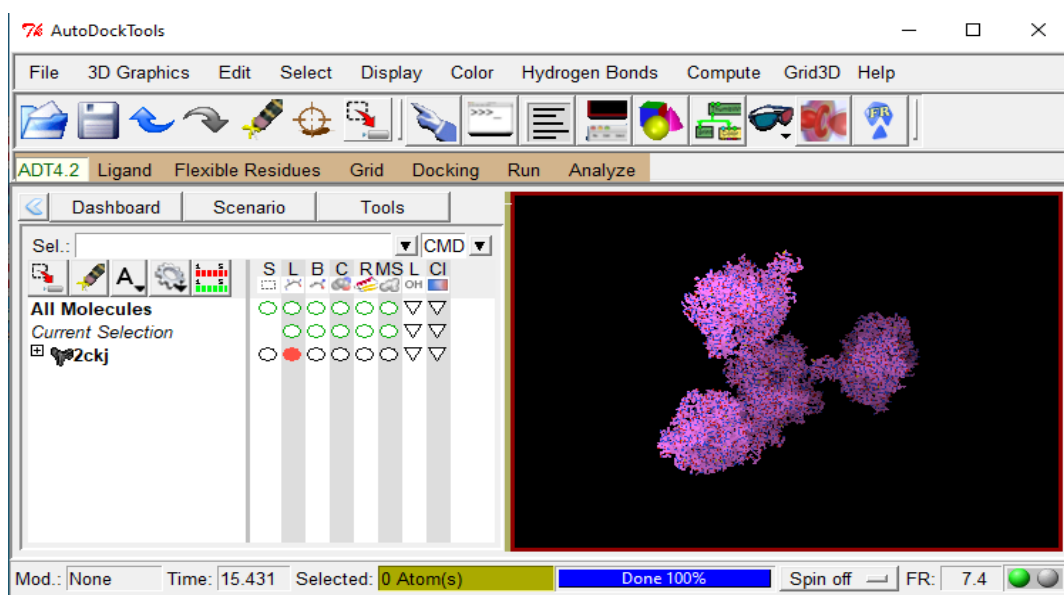 AutoDockTools
File 3D Graphics Edit Select Display Color Hydrogen Bonds Compute Grid3D Help
>>>_
FR
ADT4.2 Ligand Flexible Residues Grid Docking Run Analyze
Dashboard Scenario Tools
Sel.: CMD
A
S L B C R MS L Cl
OH
All Molecules
Current Selection
2ckj
Mod.: None Time: 15.431 Selected: 0 Atom(s) Done 100% Spin off FR: 7.4